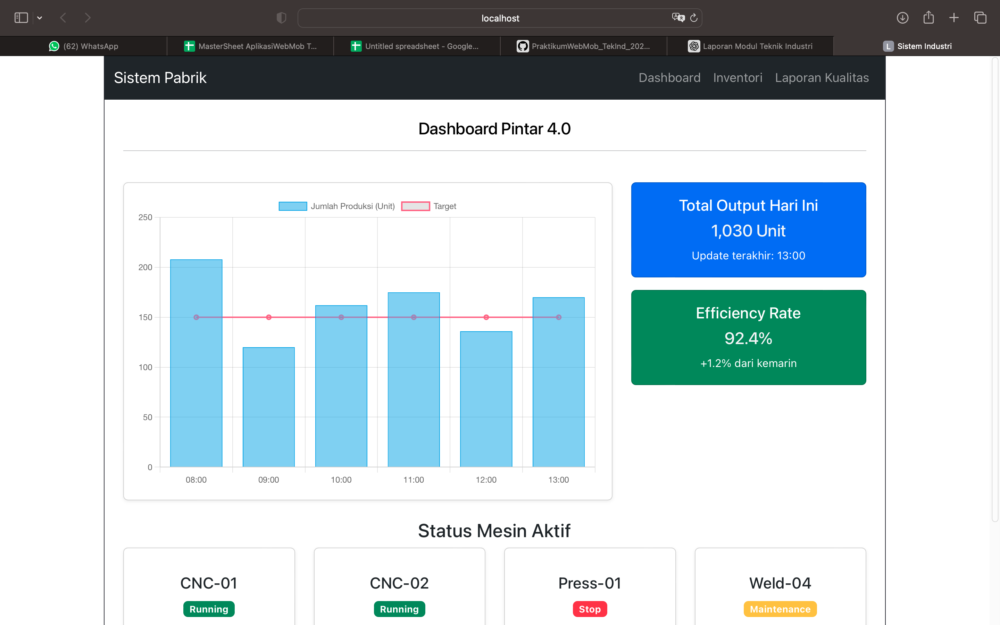 localhost
(62) WhatsApp
MasterSheet AplikasiWebMob T...
Untitled spreadsheet - Google...
PraktikumWebMob_TekInd_202...
Laporan Modul Teknik Industri
L Sistem Industri
Sistem Pabrik
Dashboard Inventori Laporan Kualitas
Dashboard Pintar 4.0
Jumlah Produksi (Unit) Target
250
200
150
100
50
0
08:00 09:00 10:00 11:00 12:00 13:00
Total Output Hari Ini
1,030 Unit
Update terakhir: 13:00
Efficiency Rate
92.4%
+1.2% dari kemarin
Status Mesin Aktif
CNC-01
Running
CNC-02
Running
Press-01
Stop
Weld-04
Maintenance